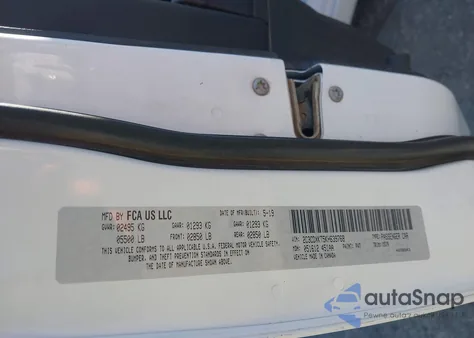 MFD BY FCA US LLC DATE OF MFR(BUILT): 5-19
GVWR: 02495 KG GAWR 01293 KG GAWR 01293 KG
05500 LB FRONT: 02850 LB REAR: 02850 LB
THIS VEHICLE CONFORMS TO ALL APPLICABLE U.S.A. FEDERAL MOTOR VEHICLE SAFETY,
BUMPER, AND THEFT PREVENTION STANDARDS IN EFFECT ON THE DATE OF MANUFACTURE SHOWN ABOVE.
TYPE: PASSENGER CAR
MDH: PAINT:
MADE IN CANADA
autoSnap